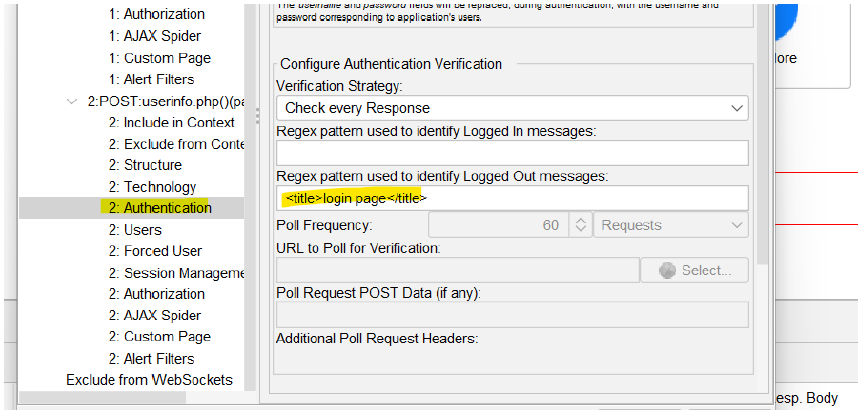 1: Authorization
1: AJAX Spider
1: Custom Page
1: Alert Filters
2:POST:userinfo.php()(pa
2: Include in Context
2: Exclude from Conte
2: Structure
2: Technology
2: Authentication
2: Users
2: Forced User
2: Session Manageme
2: Authorization
2: AJAX Spider
2: Custom Page
2: Alert Filters
Exclude from WebSockets
The username and password fields will be replaced, during authentication, with the username and
password corresponding to application's users.
Configure Authentication Verification
Verification Strategy:
Check every Response
Regex pattern used to identify Logged In messages:
Regex pattern used to identify Logged Out messages:
<title>login page</title>
Poll Frequency: 60 Requests
URL to Poll for Verification:
Select...
Poll Request POST Data (if any):
Additional Poll Request Headers:
lore
esp. Body